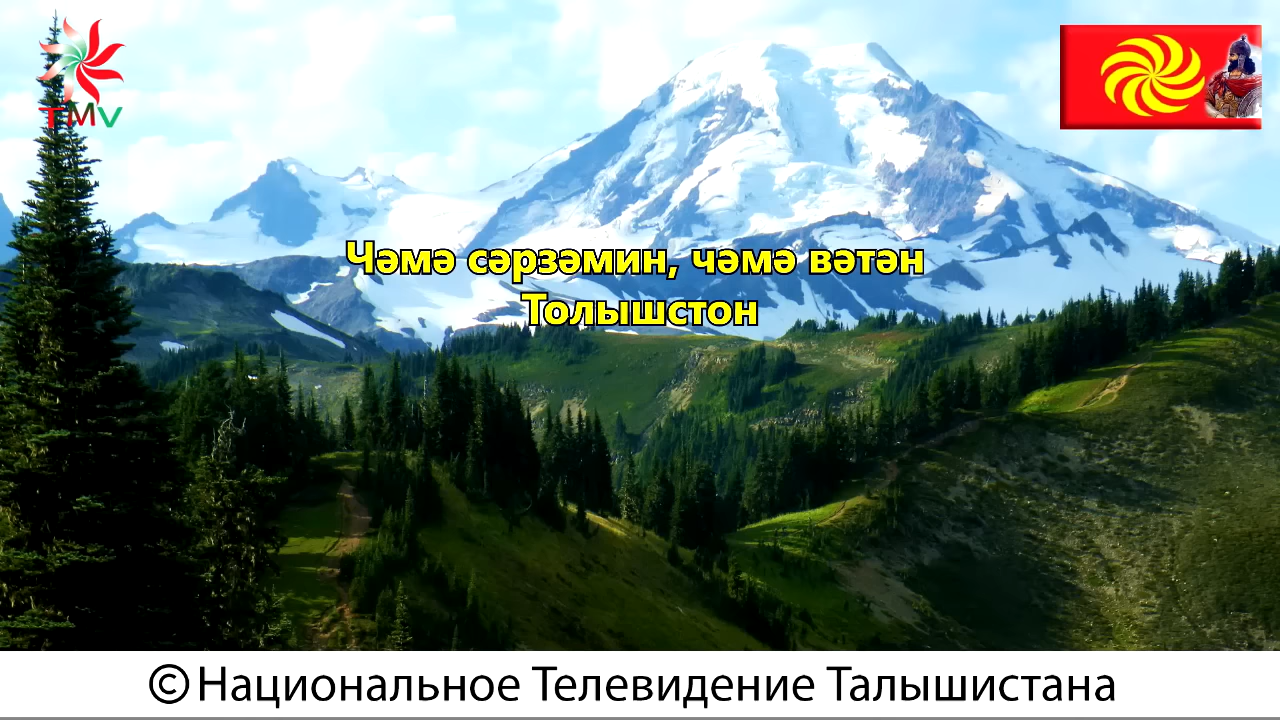 TMV
Чәмә сәрзәмин, чәмә вәтән
Толышстон
©Национальное Телевидение Талышистана